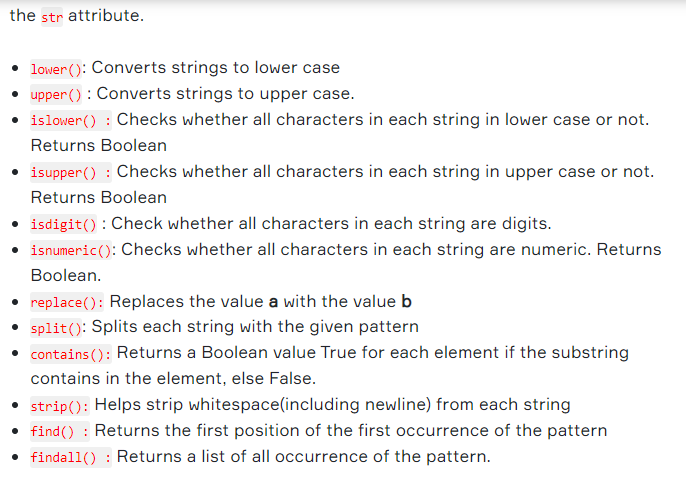 the str attribute.
• lower(): Converts strings to lower case
• upper() : Converts strings to upper case.
• islower() : Checks whether all characters in each string in lower case or not.
Returns Boolean
• isupper() : Checks whether all characters in each string in upper case or not.
Returns Boolean
• isdigit() : Check whether all characters in each string are digits.
• isnumeric(): Checks whether all characters in each string are numeric. Returns
Boolean.
• replace(): Replaces the value a with the value b
• split(): Splits each string with the given pattern
• contains(): Returns a Boolean value True for each element if the substring
contains in the element, else False.
• strip(): Helps strip whitespace(including newline) from each string
• find() : Returns the first position of the first occurrence of the pattern
• findall() : Returns a list of all occurrence of the pattern.